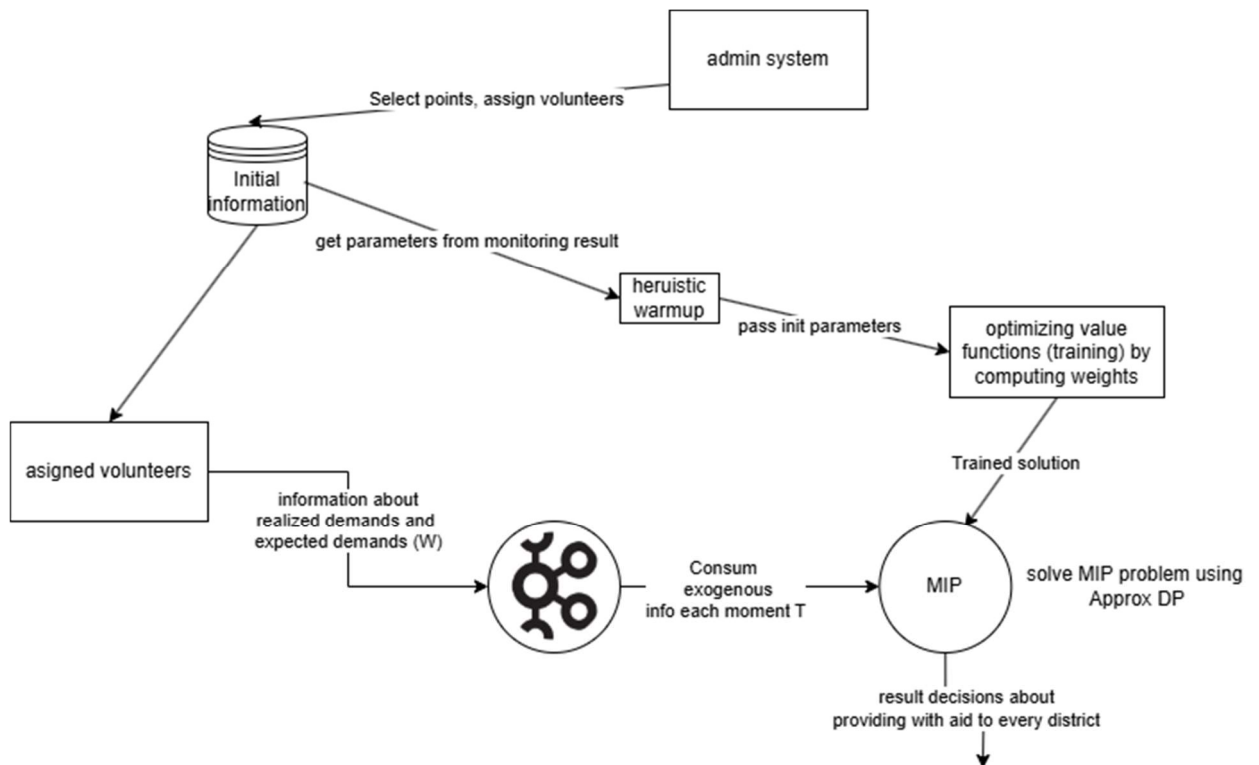 admin system
Select points, assign volunteers
Initial
information
get parameters from monitoring result
heruistic
warmup
pass init parameters
optimizing value
functions (training) by
computing weights
asigned volunteers
information about
realized demands and
expected demands (W)
Trained solution
Consum
exogenous
info each moment T
MIP
solve MIP problem using
Approx DP
result decisions about
providing with aid to every district